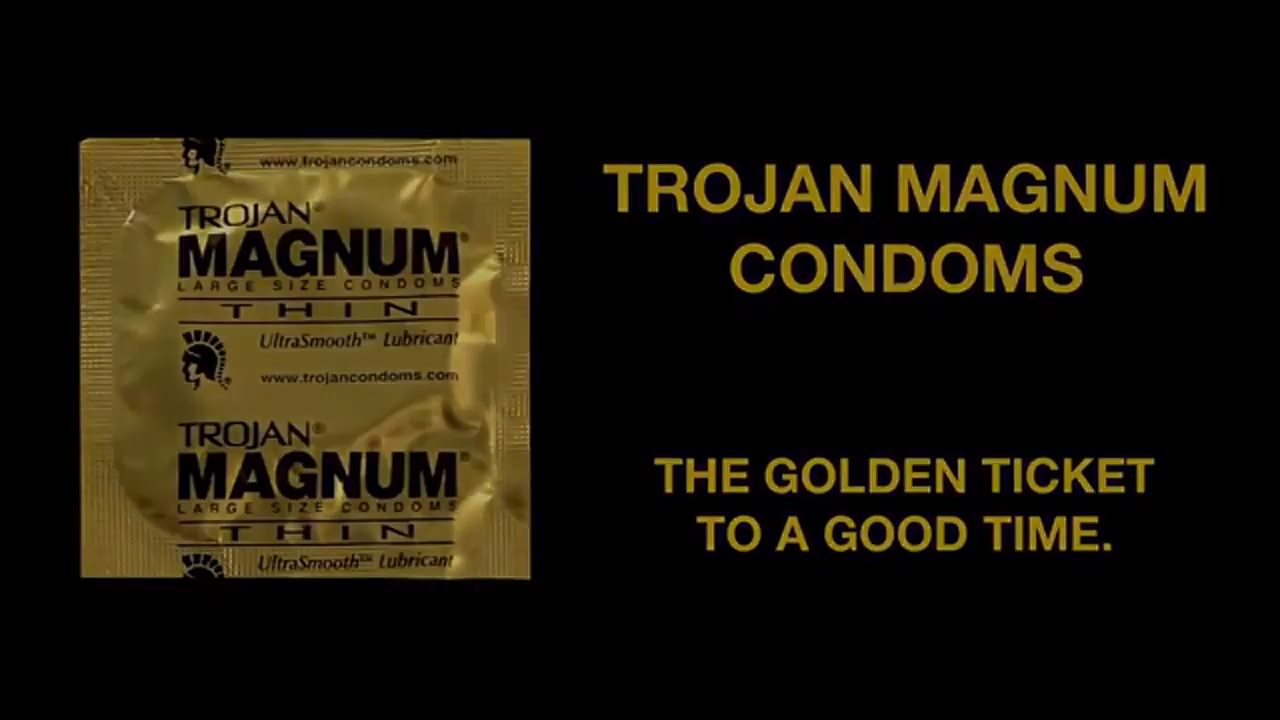 www.trojancondoms.com
TROJAN®
MAGNUM®
LARGE SIZE CONDOMS
THIN
UltraSmooth™ Lubricant
www.trojancondoms.com
TROJAN®
MAGNUM®
LARGE SIZE CONDOMS
THIN
UltraSmooth™ Lubricant
TROJAN MAGNUM
CONDOMS
THE GOLDEN TICKET
TO A GOOD TIME.